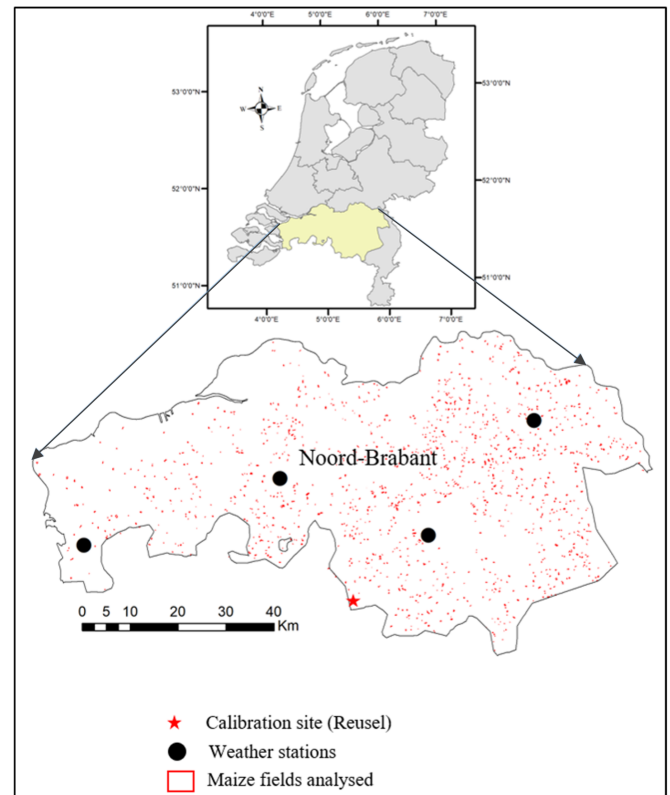 4°0'0"E 5°0'0"E 6°0'0"E 7°0'0"E
53°0'0"N
53°0'0"N
N
W E
S
52°0'0"N
52°0'0"N
51°0'0"N
51°0'0"N
4°0'0"E 5°0'0"E 6°0'0"E 7°0'0"E
Noord-Brabant
0 5 10 20 30 40
Km
Calibration site (Reusel)
Weather stations
Maize fields analysed